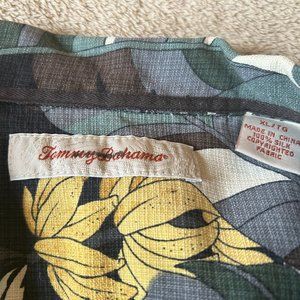 Tommy Bahama
XL/TG
MADE IN CHINA
100% SILK
COPYRIGHTED
FABRIC